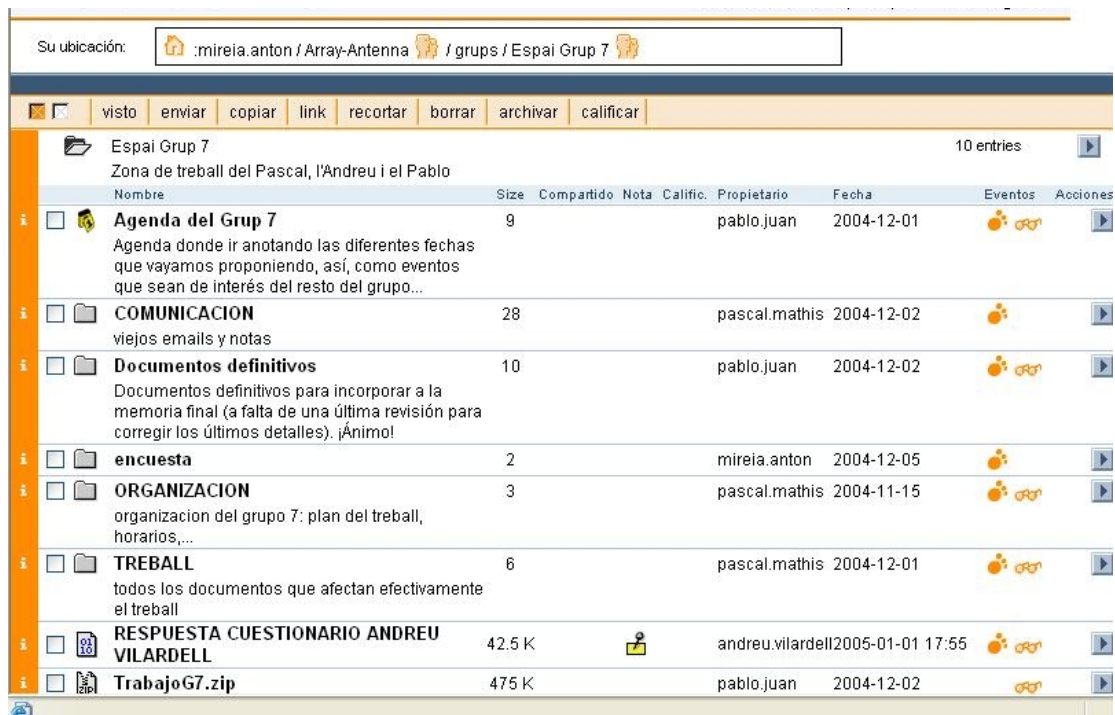 Su ubicación: :mireia.anton / Array-Antenna / grups / Espai Grup 7
visto enviar copiar link recortar borrar archivar calificar
Espai Grup 7 10 entries
Zona de treball del Pascal, l'Andreu i el Pablo
Nombre Size Compartido Nota Calific. Propietario Fecha Eventos Acciones
Agenda del Grup 7 9 pablo.juan 2004-12-01
Agenda donde ir anotando las diferentes fechas
que vayamos proponiendo, así, como eventos
que sean de interés del resto del grupo...
COMUNICACION 28 pascal.mathis 2004-12-02
viejos emails y notas
Documentos definitivos 10 pablo.juan 2004-12-02
Documentos definitivos para incorporar a la
memoria final (a falta de una última revisión para
corregir los últimos detalles). ¡Ánimo!
encuesta 2 mireia.anton 2004-12-05
ORGANIZACION 3 pascal.mathis 2004-11-15
organizacion del grupo 7: plan del treball,
horarios,...
TREBALL 6 pascal.mathis 2004-12-01
todos los documentos que afectan efectivamente
el treball
RESPUESTA CUESTIONARIO ANDREU
VILARDELL 42.5 K andreu.vilardell 2005-01-01 17:55
TrabajoG7.zip 475 K pablo.juan 2004-12-02